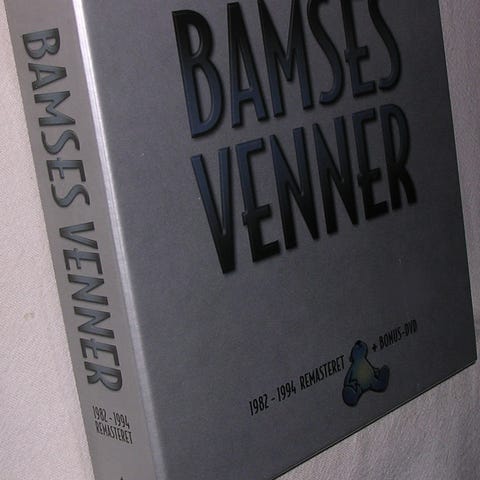 BAMSES VENNER
1982 - 1994
REMASTERET
BAMSES
VENNER
1982 - 1994 REMASTERET + BONUS-DVD